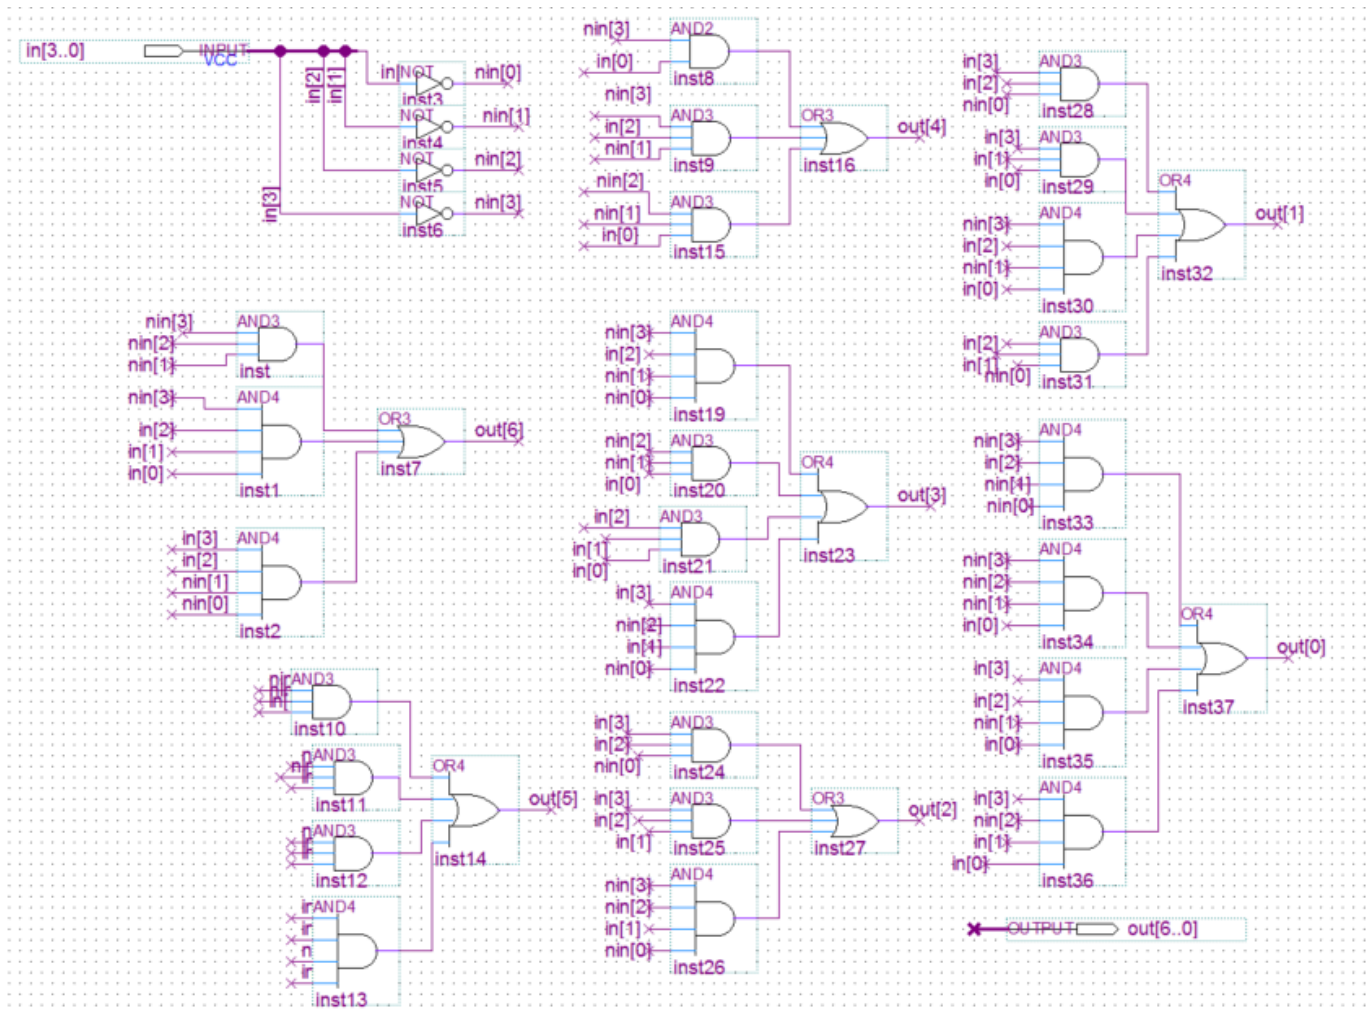 in[3..0]
INPUT
VCC
in[2]
in[1]
in[3]
NOT
nin[0]
inst3
NOT
nin[1]
inst4
NOT
nin[2]
inst5
NOT
nin[3]
inst6
nin[3]
in[0]
AND2
inst8
nin[3]
in[2]
nin[1]
AND3
inst9
nin[2]
nin[1]
in[0]
AND3
inst15
OR3
inst16
out[4]
in[3]
in[2]
nin[0]
AND3
inst28
in[3]
in[1]
in[0]
AND3
inst29
nin[3]
in[2]
nin[1]
in[0]
AND4
inst30
in[2]
in[1]
nin[0]
AND3
inst31
OR4
inst32
out[1]
nin[3]
nin[2]
nin[1]
AND3
inst
nin[3]
in[2]
in[1]
in[0]
AND4
inst1
in[3]
in[2]
nin[1]
nin[0]
AND4
inst2
OR3
inst7
out[6]
nin[3]
in[2]
nin[1]
nin[0]
AND4
inst19
nin[2]
nin[1]
in[0]
AND3
inst20
in[2]
in[1]
in[0]
AND3
inst21
in[3]
nin[2]
in[1]
nin[0]
AND4
inst22
OR4
inst23
out[3]
nin[3]
in[2]
nin[1]
nin[0]
AND4
inst33
nin[3]
nin[2]
nin[1]
in[0]
AND4
inst34
in[3]
in[2]
nin[1]
in[0]
AND4
inst35
in[3]
nin[2]
in[1]
in[0]
AND4
inst36
OR4
inst37
out[0]
AND3
inst10
AND3
inst11
AND3
inst12
AND4
inst13
OR4
inst14
out[5]
in[3]
in[2]
nin[0]
AND3
inst24
in[3]
in[2]
in[1]
AND3
inst25
nin[3]
nin[2]
in[1]
nin[0]
AND4
inst26
OR3
inst27
out[2]
OUTPUT
out[6..0]